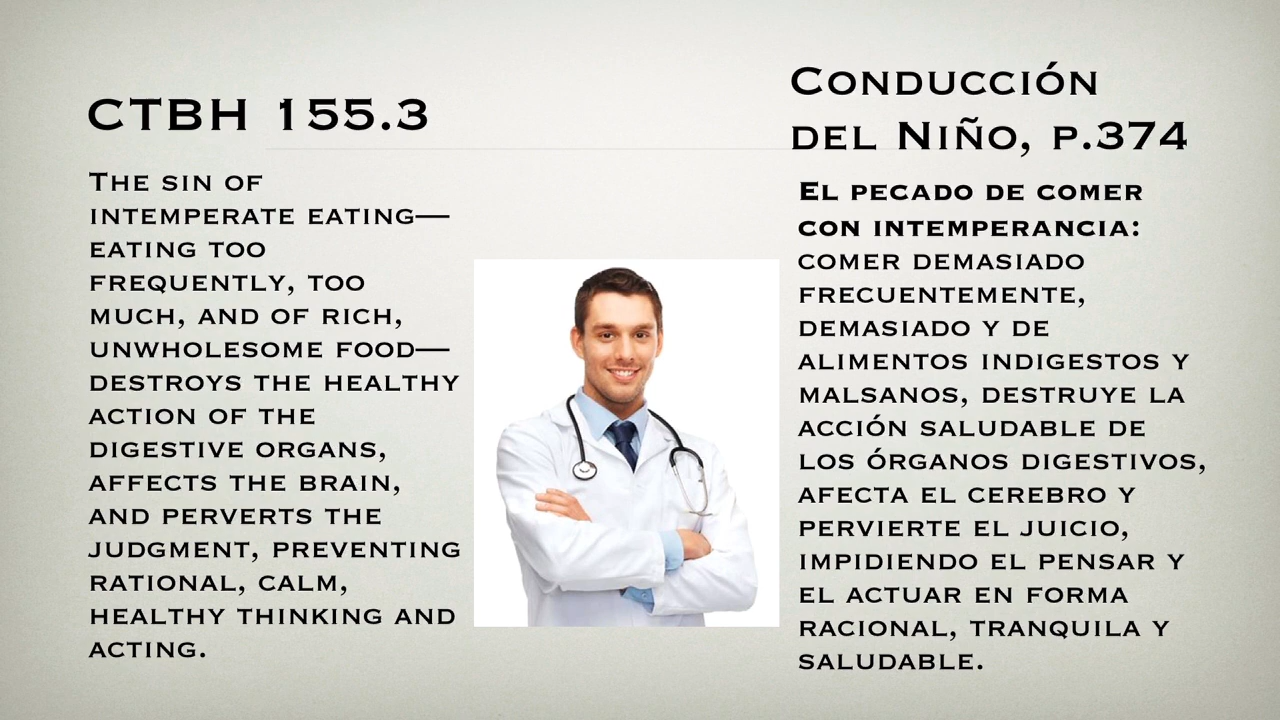 CTBH 155.3
The sin of
intemperate eating—
eating too
frequently, too
much, and of rich,
unwholesome food—
destroys the healthy
action of the
digestive organs,
affects the brain,
and perverts the
judgment, preventing
rational, calm,
healthy thinking and
acting.
Conducción
del Niño, p.374
El pecado de comer
con intemperancia:
comer demasiado
frecuentemente,
demasiado y de
alimentos indigestos y
malsanos, destruye la
acción saludable de
los órganos digestivos,
afecta el cerebro y
pervierte el juicio,
impidiendo el pensar y
el actuar en forma
racional, tranquila y
saludable.